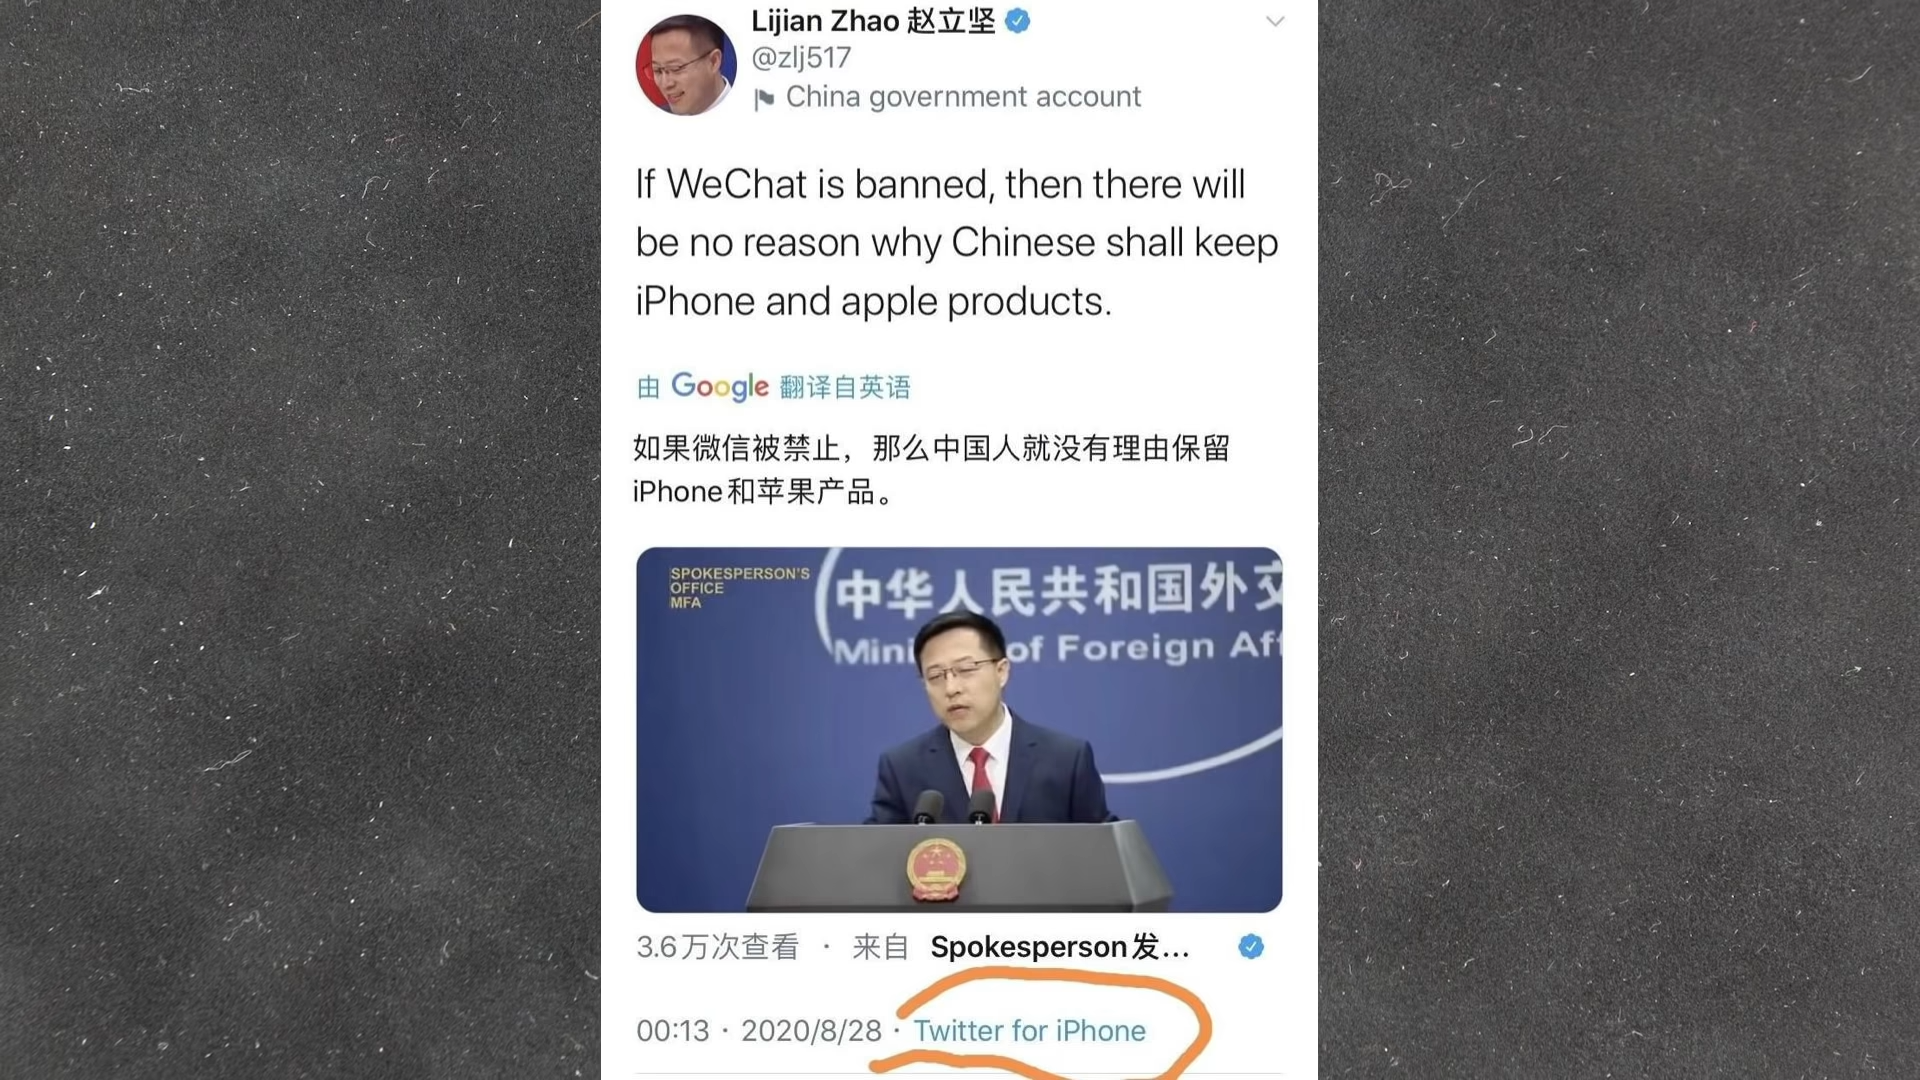 Lijian Zhao 赵立坚
@zlj517
China government account
If WeChat is banned, then there will
be no reason why Chinese shall keep
iPhone and apple products.
由 Google 翻译自英语
如果微信被禁止，那么中国人就没有理由保留
iPhone和苹果产品。
SPOKESPERSON'S
OFFICE
MFA
中华人民共和国外交
Mini of Foreign Aff
3.6万次查看 · 来自 Spokesperson发...
00:13 · 2020/8/28 · Twitter for iPhone